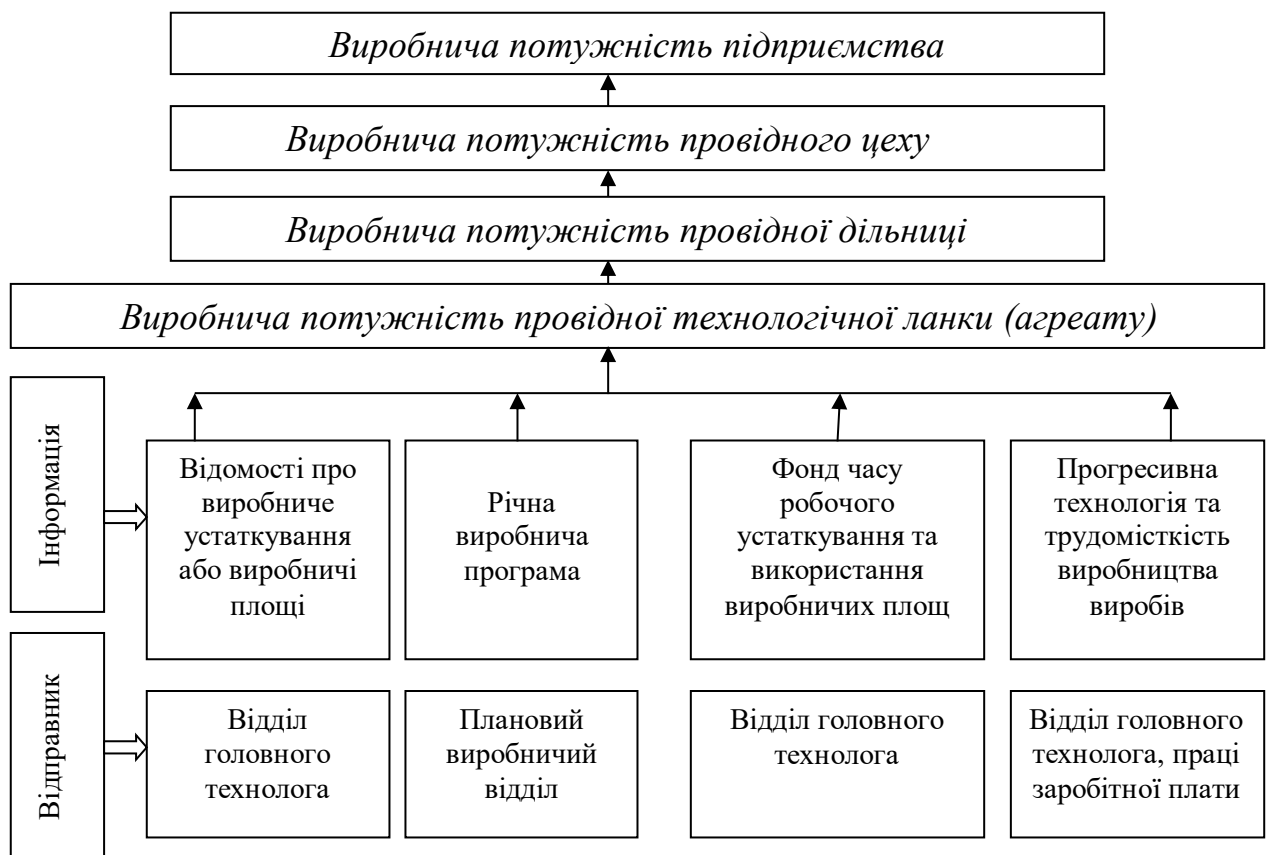 Виробнича потужність підприємства
Виробнича потужність провідного цеху
Виробнича потужність провідної дільниці
Виробнича потужність провідної технологічної ланки (агреату)
Інформація
Відомості про
виробниче
устаткування
або виробничі
площі
Річна
виробнича
програма
Фонд часу
робочого
устаткування та
використання
виробничих площ
Прогресивна
технологія та
трудомісткість
виробництва
виробів
Відправник
Відділ
головного
технолога
Плановий
виробничий
відділ
Відділ головного
технолога
Відділ головного
технолога, праці
заробітної плати